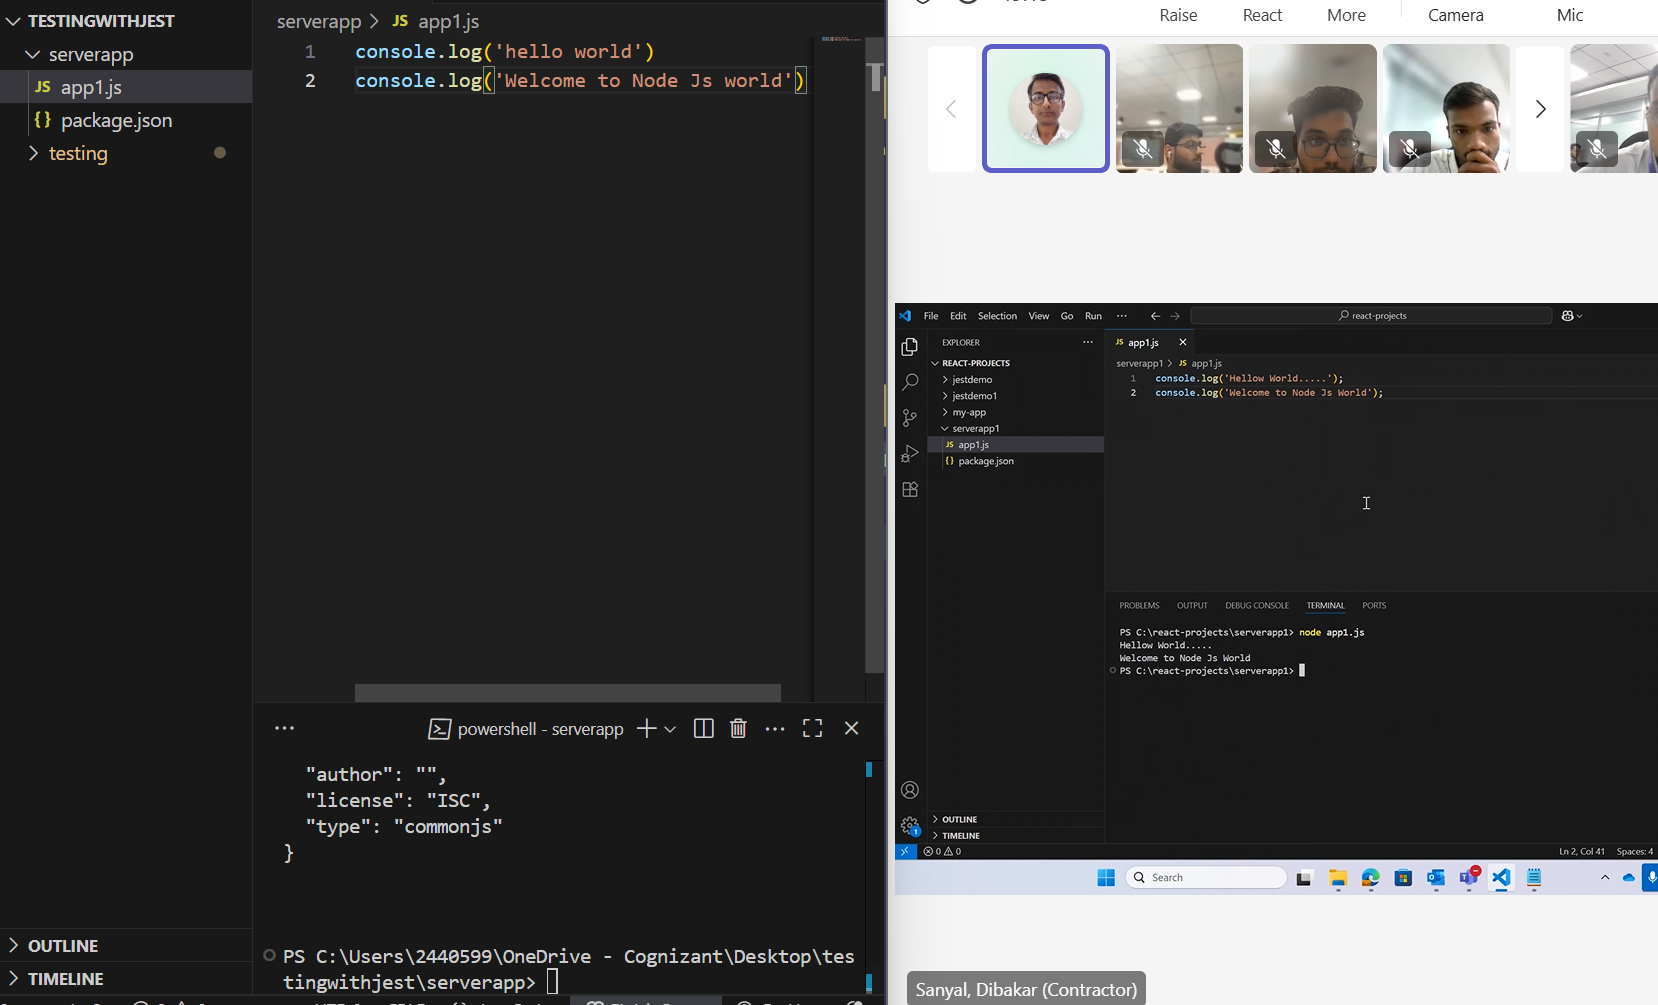 TESTINGWITHJEST
serverapp
JS app1.js
{} package.json
testing
OUTLINE
TIMELINE
serverapp > JS app1.js
1 console.log('hello world')
2 console.log('Welcome to Node Js world')
powershell - serverapp
"author": "",
"license": "ISC",
"type": "commonjs"
}
PS C:\Users\2440599\OneDrive - Cognizant\Desktop\tes
tingwithjest\serverapp>
Raise React More Camera Mic
File Edit Selection View Go Run ... react-projects
EXPLORER
REACT-PROJECTS
jestdemo
jestdemo1
my-app
serverapp1
JS app1.js
{} package.json
OUTLINE
TIMELINE
JS app1.js
serverapp1 > JS app1.js
1 console.log('Hellow World.....');
2 console.log('Welcome to Node Js World');
PROBLEMS OUTPUT DEBUG CONSOLE TERMINAL PORTS
PS C:\react-projects\serverapp1> node app1.js
Hellow World.....
Welcome to Node Js World
PS C:\react-projects\serverapp1>
1
0 0 Ln 2, Col 41 Spaces: 4
Search
Sanyal, Dibakar (Contractor)